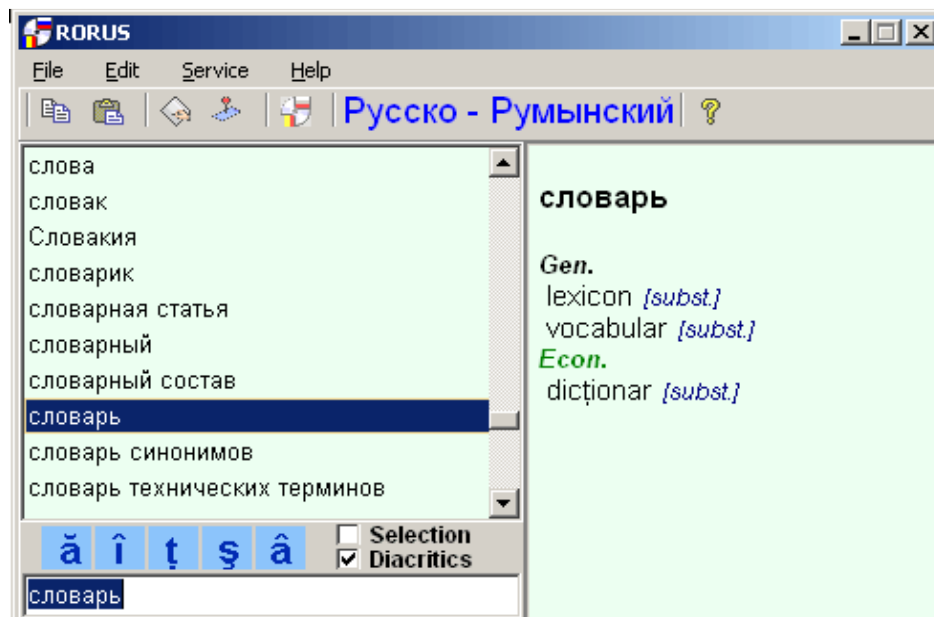 RORUS
File Edit Service Help
Русско - Румынский
слова
словак
Словакия
словарик
словарная статья
словарный
словарный состав
словарь
словарь синонимов
словарь технических терминов
ă î ț ş â
Selection
Diacritics
словарь
словарь
Gen.
lexicon [subst.]
vocabular [subst.]
Econ.
dicționar [subst.]